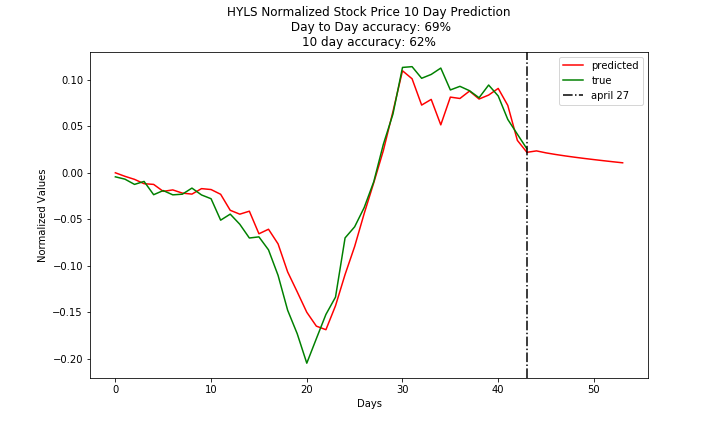 HYLS Normalized Stock Price 10 Day Prediction
Day to Day accuracy: 69%
10 day accuracy: 62%
predicted
true
april 27
0.10
0.05
0.00
−0.05
−0.10
−0.15
−0.20
Normalized Values
0 10 20 30 40 50
Days